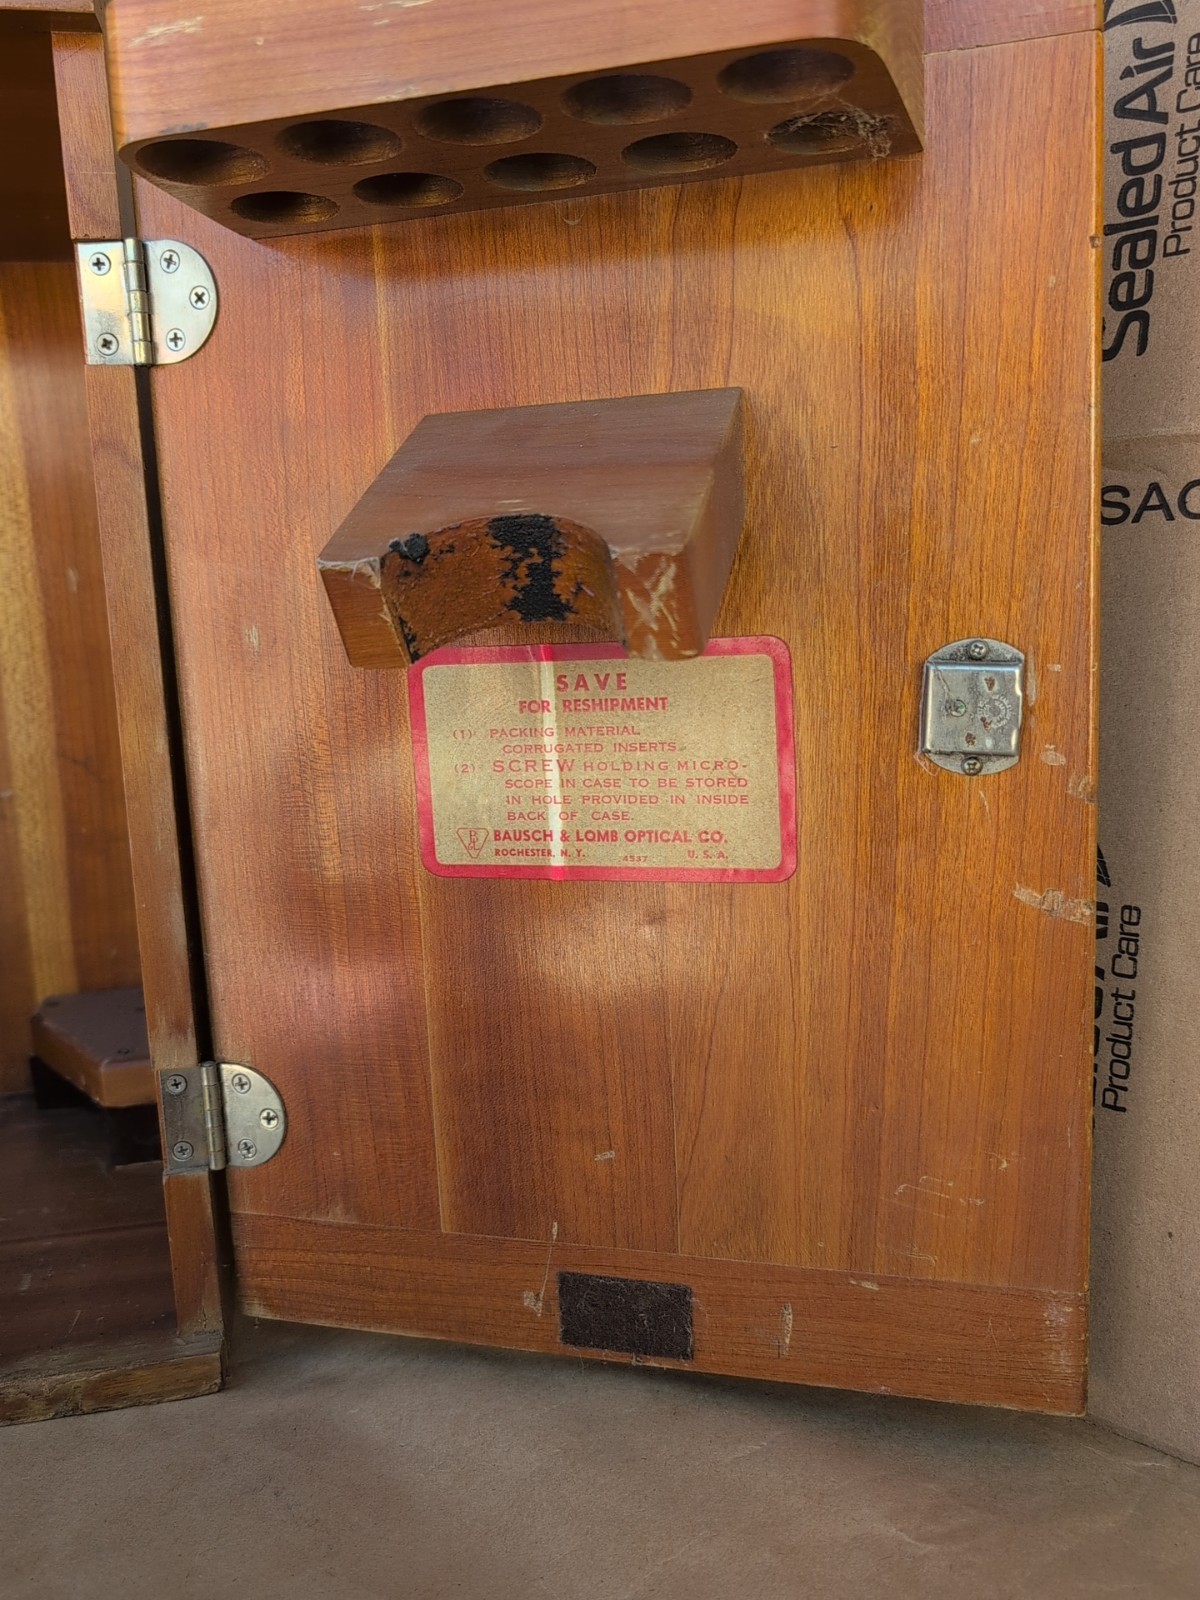 SAVE
FOR RESHIPMENT
(1) PACKING MATERIAL
CORRUGATED INSERTS.
(2) SCREW HOLDING MICRO-
SCOPE IN CASE TO BE STORED
IN HOLE PROVIDED IN INSIDE
BACK OF CASE.
BAUSCH & LOMB OPTICAL CO.
ROCHESTER, N. Y. 4537 U. S. A.
Sealed Air
Product Care
SAC
Product Care